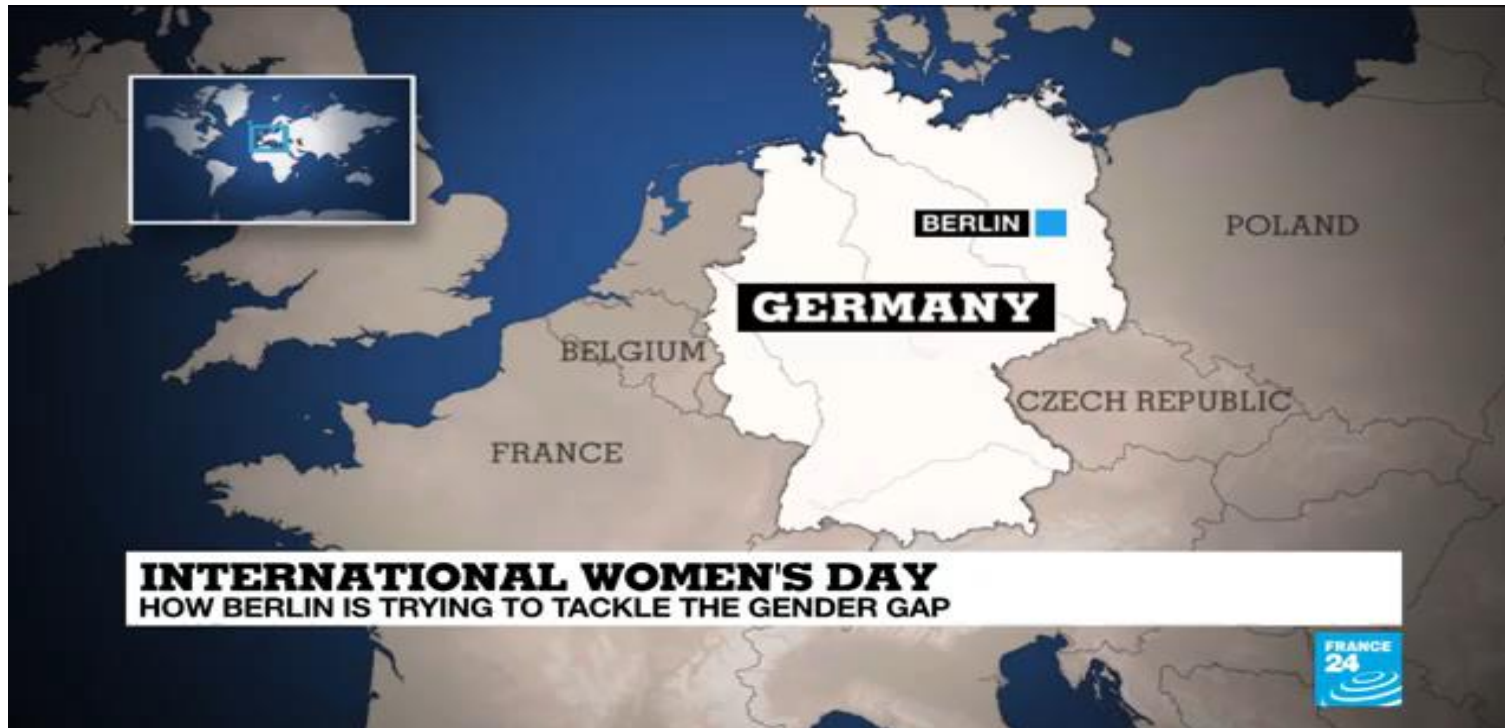 BERLIN
POLAND
GERMANY
BELGIUM
CZECH REPUBLIC
FRANCE
INTERNATIONAL WOMEN'S DAY
HOW BERLIN IS TRYING TO TACKLE THE GENDER GAP
FRANCE
24